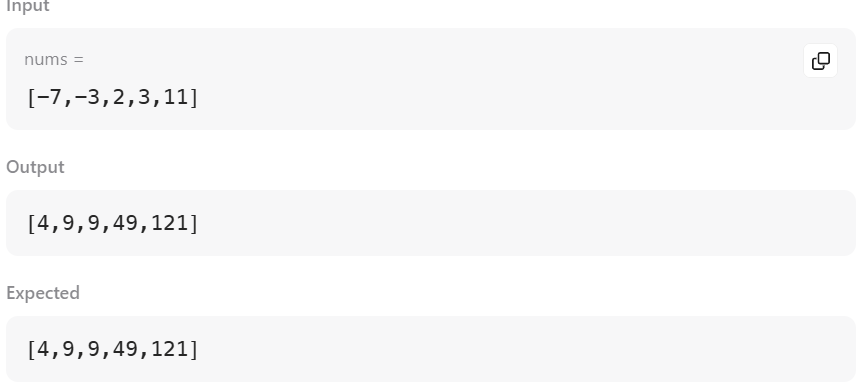 Input
nums =
[-7,-3,2,3,11]
Output
[4,9,9,49,121]
Expected
[4,9,9,49,121]